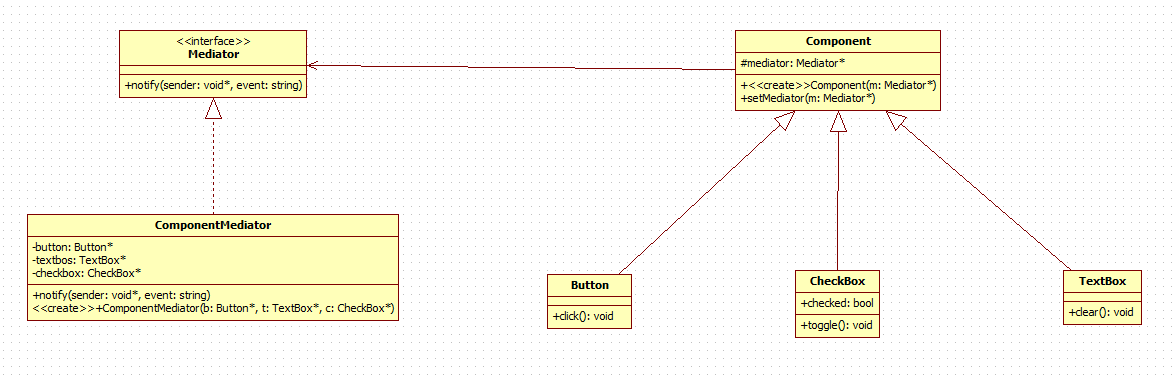 <<interface>>
Mediator
+notify(sender: void*, event: string)
Component
#mediator: Mediator*
+<<create>>Component(m: Mediator*)
+setMediator(m: Mediator*)
ComponentMediator
-button: Button*
-textbos: TextBox*
-checkbox: CheckBox*
+notify(sender: void*, event: string)
<<create>>+ComponentMediator(b: Button*, t: TextBox*, c: CheckBox*)
Button
+click(): void
CheckBox
+checked: bool
+toggle(): void
TextBox
+clear(): void